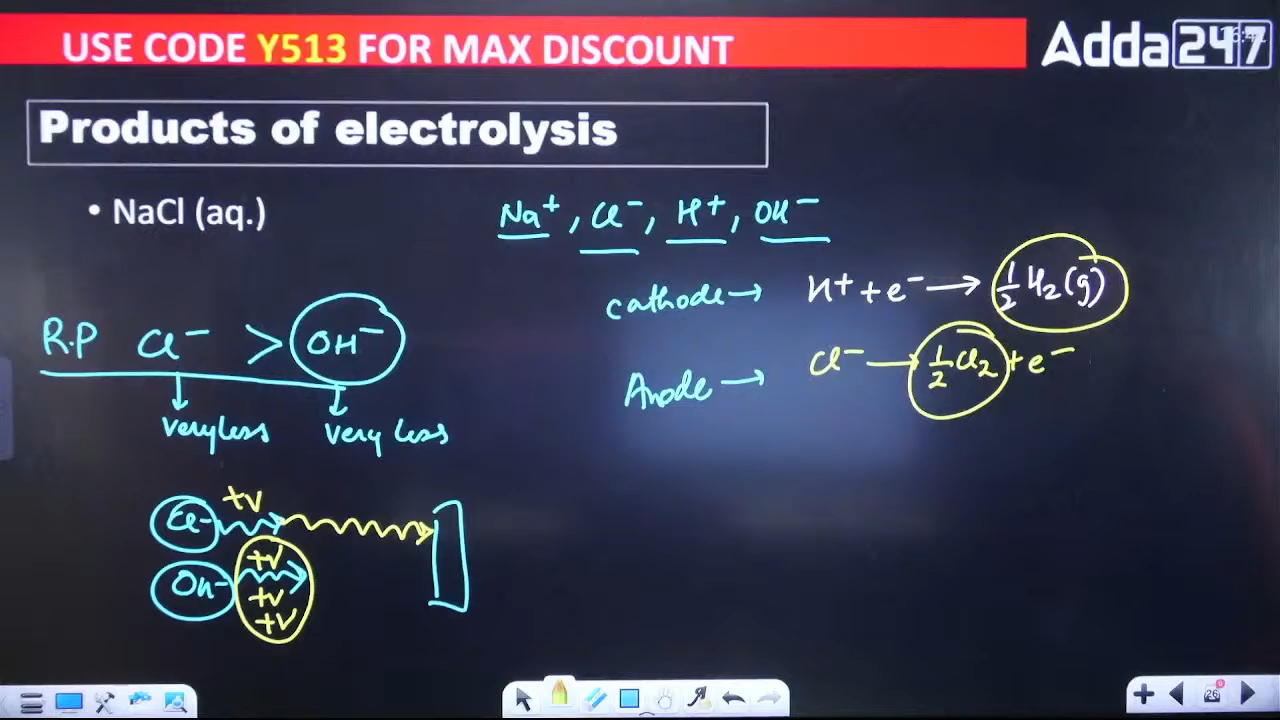 USE CODE Y513 FOR MAX DISCOUNT
Adda247
Products of electrolysis
• NaCl (aq.)
Na⁺, Cl⁻, H⁺, OH⁻
cathode → H⁺ + e⁻ → ½ H₂(g)
R.P Cl⁻ > OH⁻
Anode → Cl⁻ → ½ Cl₂ + e⁻
very less very less
+v
Cl⁻
+v
OH⁻
+v
+v
26